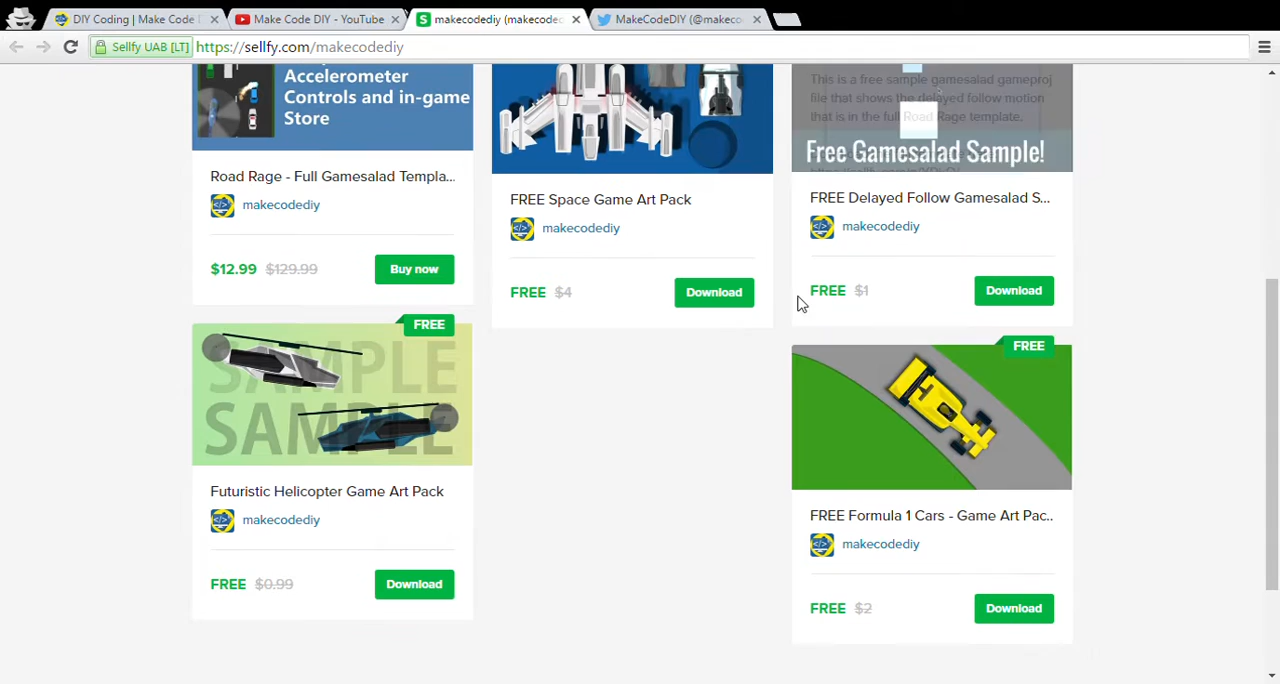 DIY Coding | Make Code D
Make Code DIY - YouTube
makecodediy (makecodec
MakeCodeDIY (@makeco
Sellfy UAB [LT]
https://sellfy.com/makecodediy
Accelerometer
Controls and in-game
Store
Road Rage - Full Gamesalad Templa...
makecodediy
$12.99 $129.99
Buy now
FREE Space Game Art Pack
makecodediy
FREE $4
Download
This is a free sample gamesalad gameproj
file that shows the delayed follow motion
that is in the full Road Rage template.
Free Gamesalad Sample!
FREE Delayed Follow Gamesalad S...
makecodediy
FREE $1
Download
FREE
SAMPLE
SAMPLE
Futuristic Helicopter Game Art Pack
makecodediy
FREE $0.99
Download
FREE
FREE Formula 1 Cars - Game Art Pac..
makecodediy
FREE $2
Download